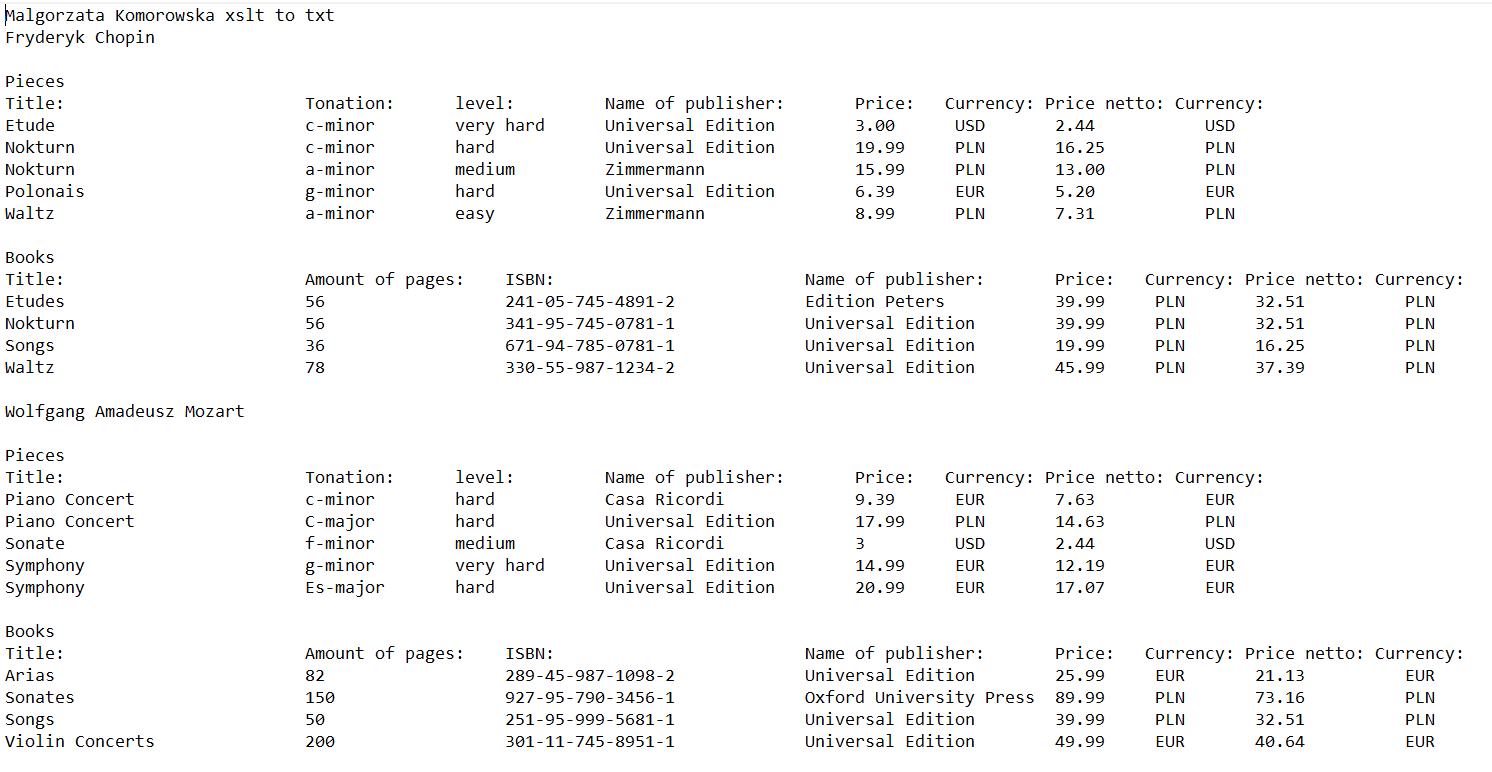 Malgorzata Komorowska xslt to txt
Fryderyk Chopin

Pieces
Title:                        Tonation:      level:         Name of publisher:       Price:   Currency: Price netto: Currency:
Etude                         c-minor        very hard      Universal Edition        3.00      USD       2.44           USD
Nokturn                       c-minor        hard           Universal Edition        19.99     PLN       16.25          PLN
Nokturn                       a-minor        medium         Zimmermann               15.99     PLN       13.00          PLN
Polonais                      g-minor        hard           Universal Edition        6.39      EUR       5.20           EUR
Waltz                         a-minor        easy           Zimmermann               8.99      PLN       7.31           PLN

Books
Title:                        Amount of pages:    ISBN:                         Name of publisher:       Price:   Currency: Price netto: Currency:
Etudes                        56                  241-05-745-4891-2             Edition Peters           39.99     PLN       32.51          PLN
Nokturn                       56                  341-95-745-0781-1             Universal Edition        39.99     PLN       32.51          PLN
Songs                         36                  671-94-785-0781-1             Universal Edition        19.99     PLN       16.25          PLN
Waltz                         78                  330-55-987-1234-2             Universal Edition        45.99     PLN       37.39          PLN

Wolfgang Amadeusz Mozart

Pieces
Title:                        Tonation:      level:         Name of publisher:       Price:   Currency: Price netto: Currency:
Piano Concert                 c-minor        hard           Casa Ricordi             9.39      EUR       7.63           EUR
Piano Concert                 C-major        hard           Universal Edition        17.99     PLN       14.63          PLN
Sonate                        f-minor        medium         Casa Ricordi             3         USD       2.44           USD
Symphony                      g-minor        very hard      Universal Edition        14.99     EUR       12.19          EUR
Symphony                      Es-major       hard           Universal Edition        20.99     EUR       17.07          EUR

Books
Title:                        Amount of pages:    ISBN:                         Name of publisher:       Price:   Currency: Price netto: Currency:
Arias                         82                  289-45-987-1098-2             Universal Edition        25.99     EUR       21.13          EUR
Sonates                       150                 927-95-790-3456-1             Oxford University Press  89.99     PLN       73.16          PLN
Songs                         50                  251-95-999-5681-1             Universal Edition        39.99     PLN       32.51          PLN
Violin Concerts               200                 301-11-745-8951-1             Universal Edition        49.99     EUR       40.64          EUR